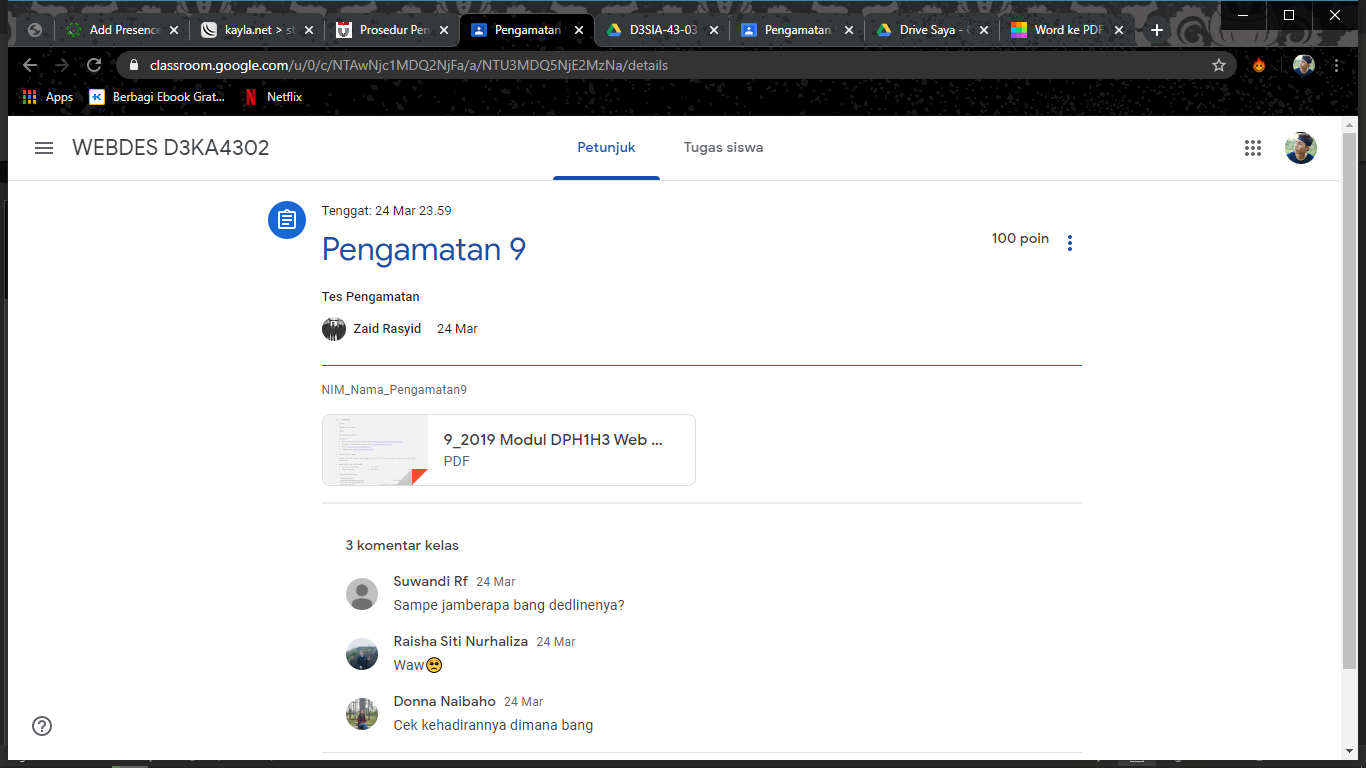 Add Presence
kayla.net > st
Prosedur Pen
Pengamatan
D3SIA-43-03
Pengamatan
Drive Saya - G
Word ke PDF
classroom.google.com/u/0/c/NTAwNjc1MDQ2NjFa/a/NTU3MDQ5NjE2MzNa/details
Apps
Berbagi Ebook Grat...
Netflix
WEBDES D3KA4302
Petunjuk
Tugas siswa
Tenggat: 24 Mar 23.59
Pengamatan 9
100 poin
Tes Pengamatan
Zaid Rasyid 24 Mar
NIM_Nama_Pengamatan9
9_2019 Modul DPH1H3 Web ...
PDF
3 komentar kelas
Suwandi Rf 24 Mar
Sampe jamberapa bang dedlinenya?
Raisha Siti Nurhaliza 24 Mar
Waw🥺
Donna Naibaho 24 Mar
Cek kehadirannya dimana bang